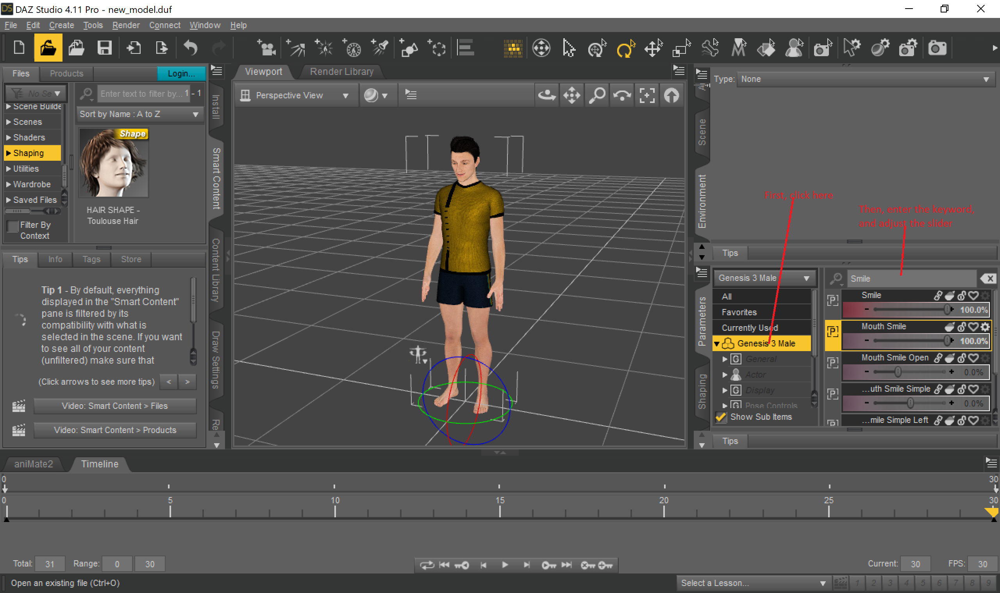 DAZ Studio 4.11 Pro - new_model.duf
File Edit Create Tools Render Connect Window Help
Files Products Login...
No Se
Enter text to filter by... 1 - 1
Scene Builde
Scenes
Shaders
Shaping
Utilities
Wardrobe
Saved Files
Filter By
Context
Sort by Name : A to Z
Shape
HAIR SHAPE -
Toulouse Hair
Install
Smart Content
Content Library
Draw Settings
Re
Tips Info Tags Store
Tip 1 - By default, everything
displayed in the "Smart Content"
pane is filtered by its
compatibility with what is
selected in the scene. If you want
to see all of your content
(unfiltered) make sure that
(Click arrows to see more tips) < >
Video: Smart Content > Files
Video: Smart Content > Products
Viewport Render Library
Perspective View
Type: None
Scene
Environment
First, click here
Then, enter the keyword,
and adjust the slider
Tips
Parameters
Shaping
Genesis 3 Male
All
Favorites
Currently Used
Genesis 3 Male
G General
Actor
G Display
G Pose Controls
Show Sub Items
Smile
P Smile
- + 100.0%
P Mouth Smile
- + 100.0%
P Mouth Smile Open
- + 0.0%
P ...uth Smile Simple
- + 0.0%
P ...mile Simple Left
Tips
aniMate2 Timeline
0 30
0 5 10 15 20 25 30
Total: 31 Range: 0 30
Current: 30 FPS: 30
Open an existing file (Ctrl+O)
Select a Lesson... 1 2 3 4 5 6 7 8 9